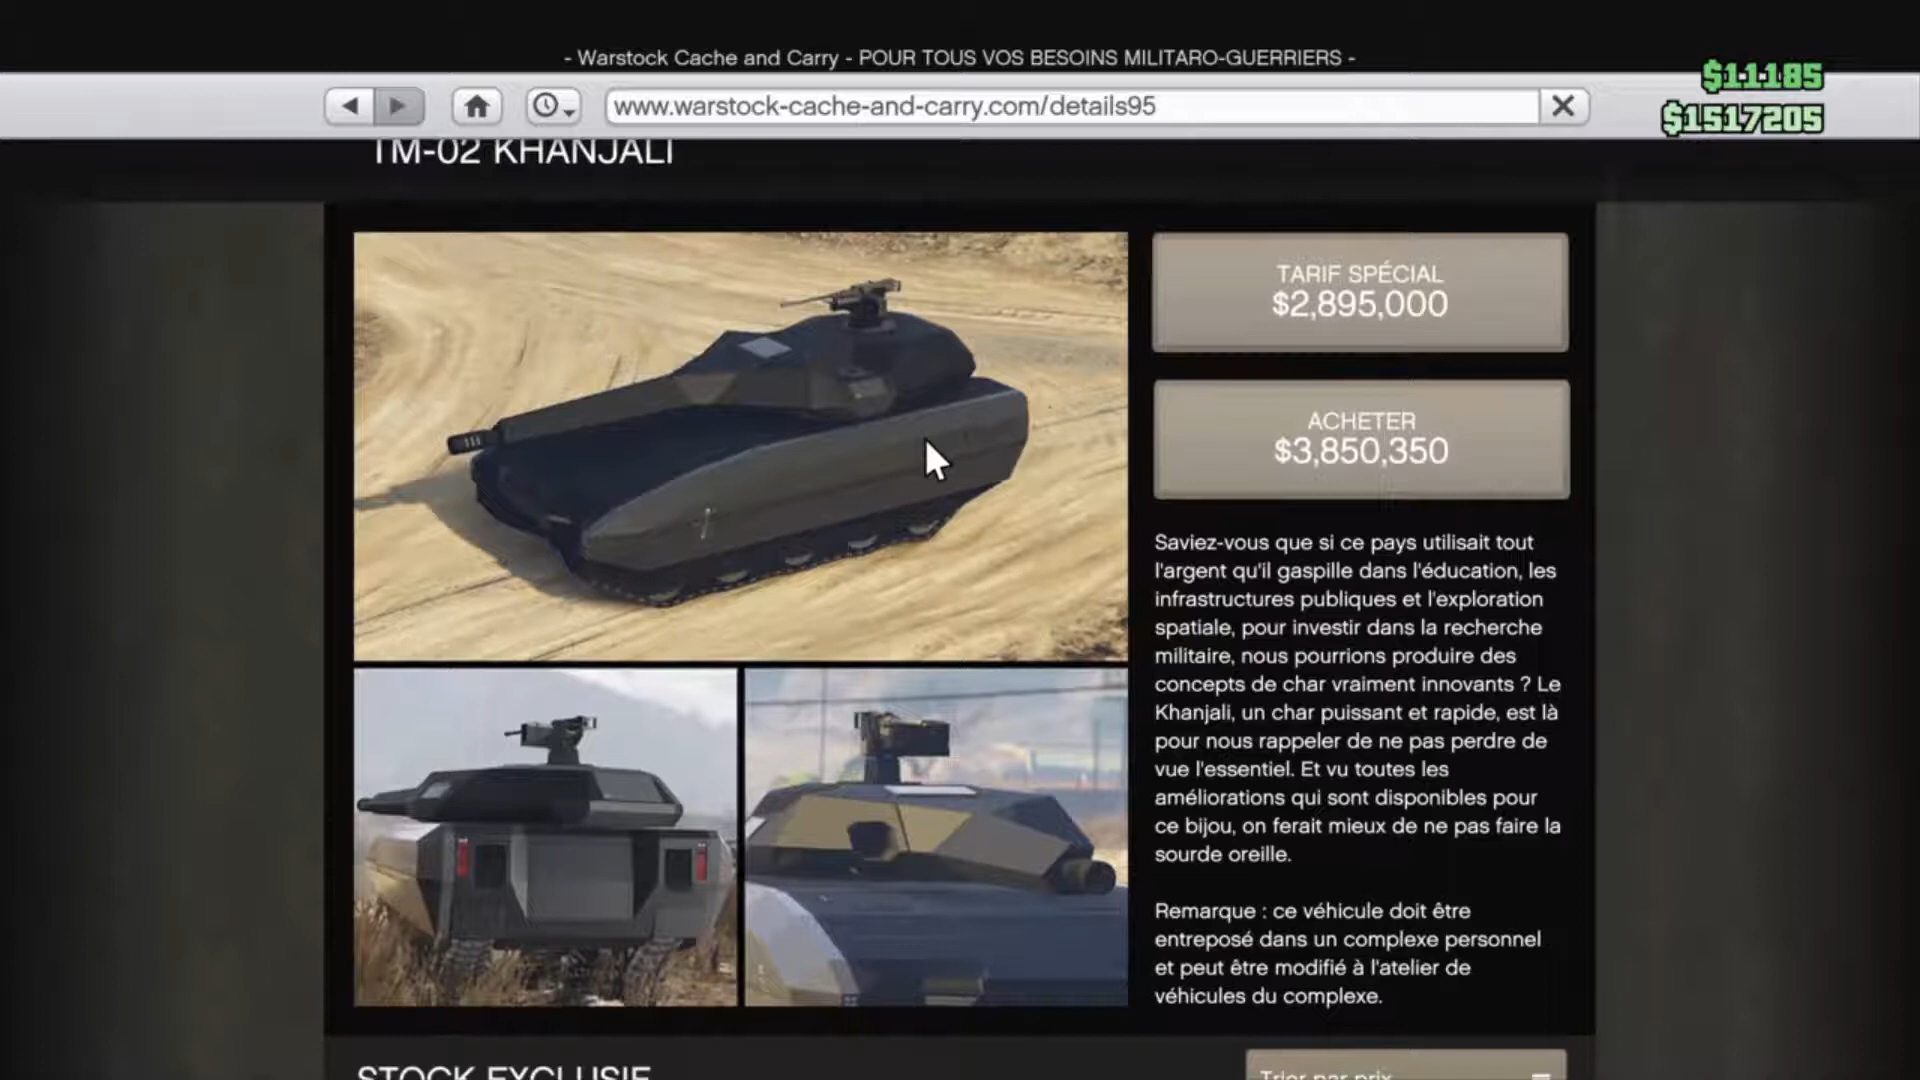 - Warstock Cache and Carry - POUR TOUS VOS BESOINS MILITARO-GUERRIERS -
$11185
www.warstock-cache-and-carry.com/details95
$1517205
TM-02 KHANJALI
TARIF SPÉCIAL
$2,895,000
ACHETER
$3,850,350
Saviez-vous que si ce pays utilisait tout
l'argent qu'il gaspille dans l'éducation, les
infrastructures publiques et l'exploration
spatiale, pour investir dans la recherche
militaire, nous pourrions produire des
concepts de char vraiment innovants ? Le
Khanjali, un char puissant et rapide, est là
pour nous rappeler de ne pas perdre de
vue l'essentiel. Et vu toutes les
améliorations qui sont disponibles pour
ce bijou, on ferait mieux de ne pas faire la
sourde oreille.
Remarque : ce véhicule doit être
entreposé dans un complexe personnel
et peut être modifié à l'atelier de
véhicules du complexe.
STOCK EXCLUSIF
Trier par prix